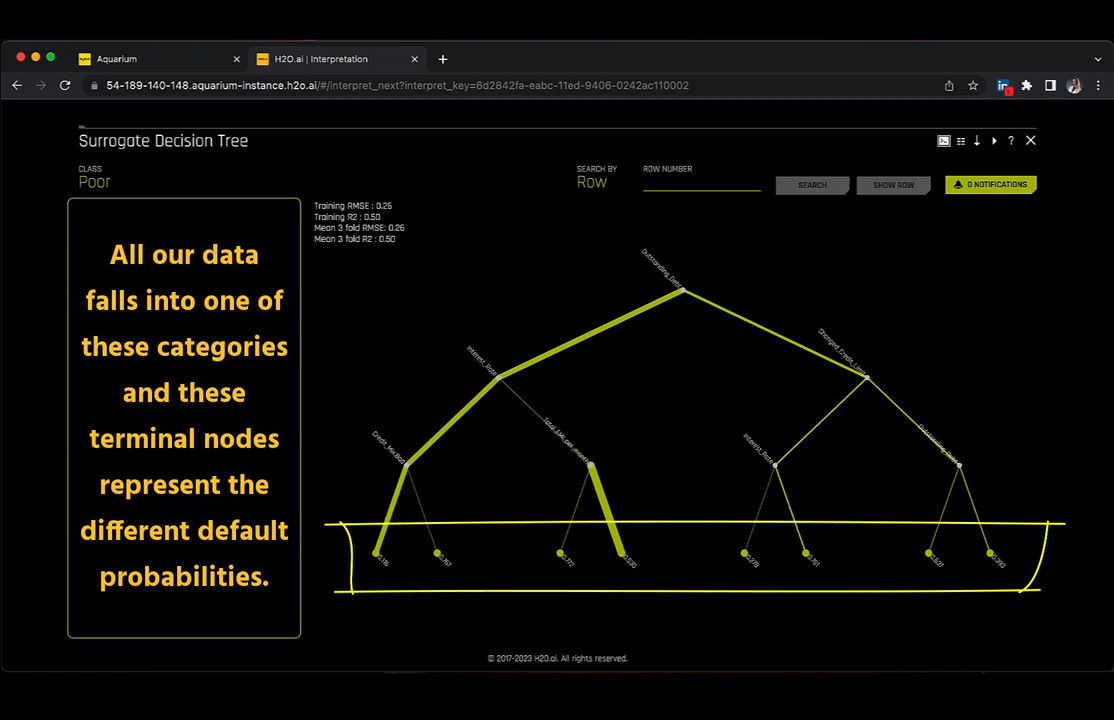 Aquarium
H2O.ai | Interpretation
54-189-140-148.aquarium-instance.h2o.ai/#/interpret_next?interpret_key=6d2842fa-eabc-11ed-9406-0242ac110002
Surrogate Decision Tree
CLASS
Poor
SEARCH BY
Row
ROW NUMBER
SEARCH
SHOW ROW
0 NOTIFICATIONS
All our data
falls into one of
these categories
and these
terminal nodes
represent the
different default
probabilities.
Training RMSE : 0.26
Training R2 : 0.50
Mean 3 fold RMSE: 0.26
Mean 3 fold R2 : 0.50
Outstanding_Debt
Interest_Rate
Changed_Credit_Limit
Credit_Mix.Bad
Total_EMI_per_month
Interest_Rate
Outstanding_Debt
© 2017-2023 H2O.ai. All rights reserved.